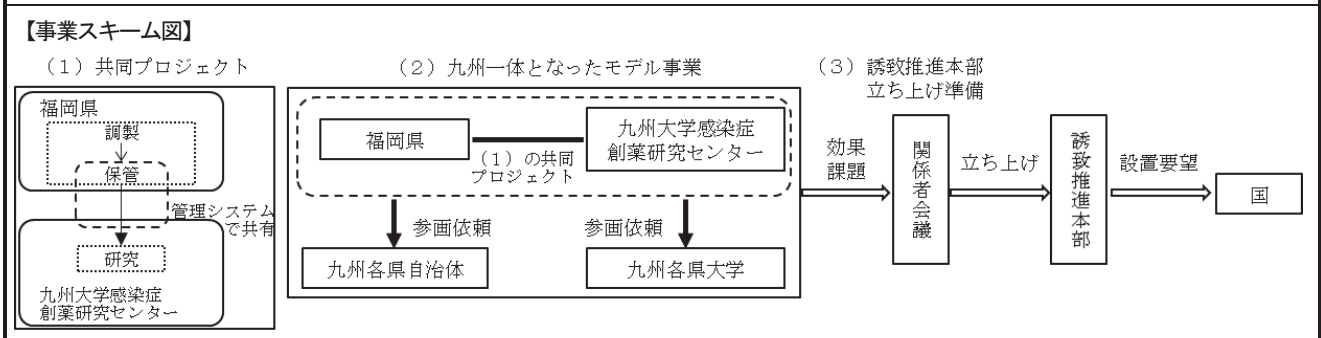 【事業スキーム図】
（１）共同プロジェクト
福岡県
調製
保管
管理システム
で共有
研究
九州大学感染症
創薬研究センター
（２）九州一体となったモデル事業
福岡県
（１）の共同
プロジェクト
九州大学感染症
創薬研究センター
参画依頼
参画依頼
九州各県自治体
九州各県大学
（３）誘致推進本部
立ち上げ準備
効果
課題
関係者会議
立ち上げ
誘致推進本部
設置要望
国